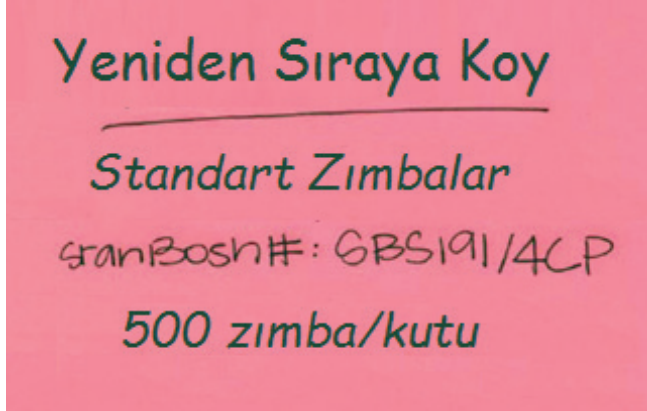 Yeniden Sıraya Koy
Standart Zımbalar
StanBosh#: SBS191/4CP
500 zımba/kutu